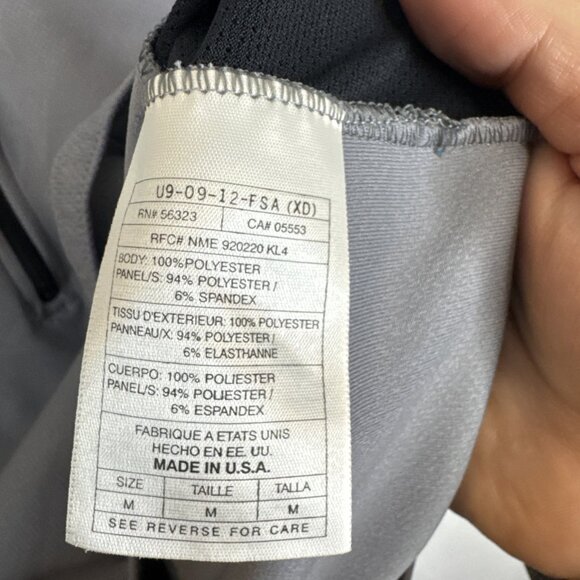 U9-09-12-FSA (XD)
RN# 56323 CA# 05553
RFC# NME 920220 KL4
BODY: 100% POLYESTER
PANEL/S: 94% POLYESTER /
6% SPANDEX
TISSU D'EXTERIEUR: 100% POLYESTER
PANNEAU/X: 94% POLYESTER /
6% ELASTHANNE
CUERPO: 100% POLIESTER
PANEL/S: 94% POLIESTER /
6% ESPANDEX
FABRIQUE A ETATS UNIS
HECHO EN EE. UU.
MADE IN U.S.A.
SIZE TAILLE TALLA
M M M
SEE REVERSE FOR CARE